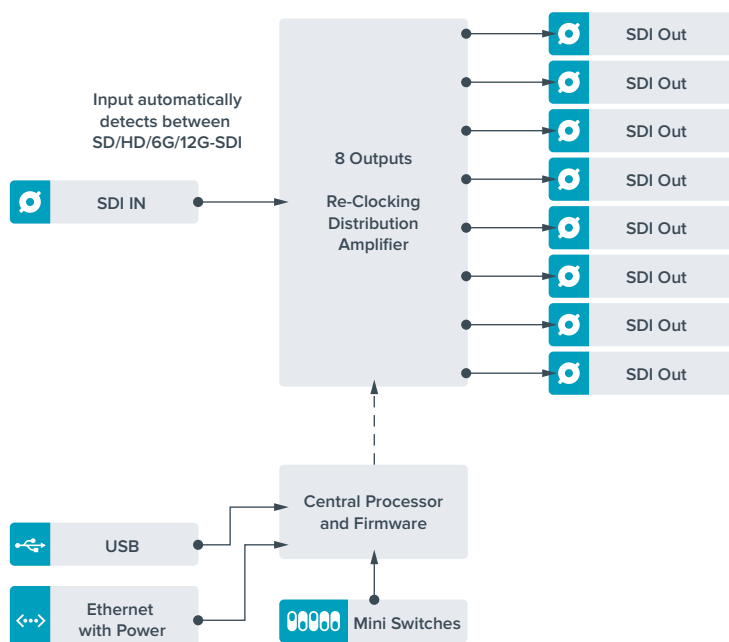 Input automatically
detects between
SD/HD/6G/12G-SDI
SDI IN
8 Outputs
Re-Clocking
Distribution
Amplifier
SDI Out
SDI Out
SDI Out
SDI Out
SDI Out
SDI Out
SDI Out
SDI Out
Central Processor
and Firmware
USB
Ethernet
with Power
Mini Switches